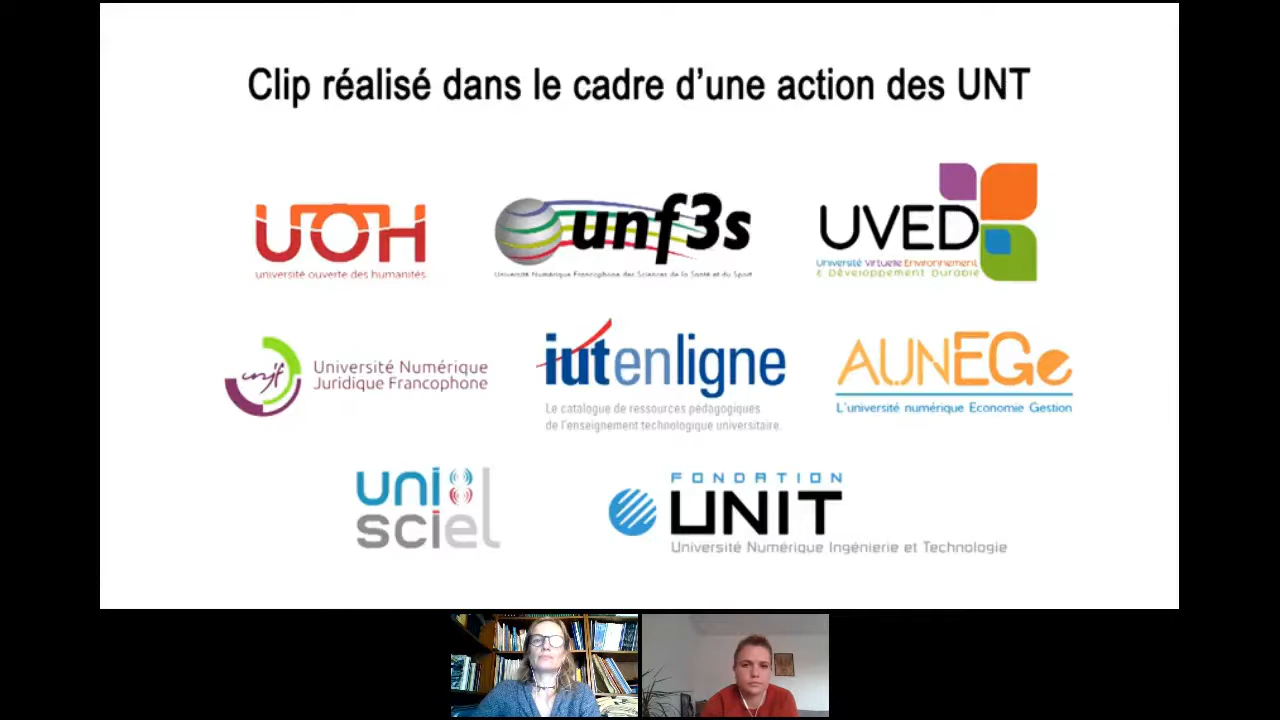 Clip réalisé dans le cadre d'une action des UNT
UOH
université ouverte des humanités
unf3s
Université Numérique Francophone des Sciences de la Santé et du Sport
UVED
Université Virtuelle Environnement
& Développement Durable
unjf
Université Numérique
Juridique Francophone
iutenligne
Le catalogue de ressources pédagogiques
de l'enseignement technologique universitaire.
AUNEGe
L'université numérique Economie Gestion
uni
sciel
FONDATION
UNIT
Université Numérique Ingénierie et Technologie